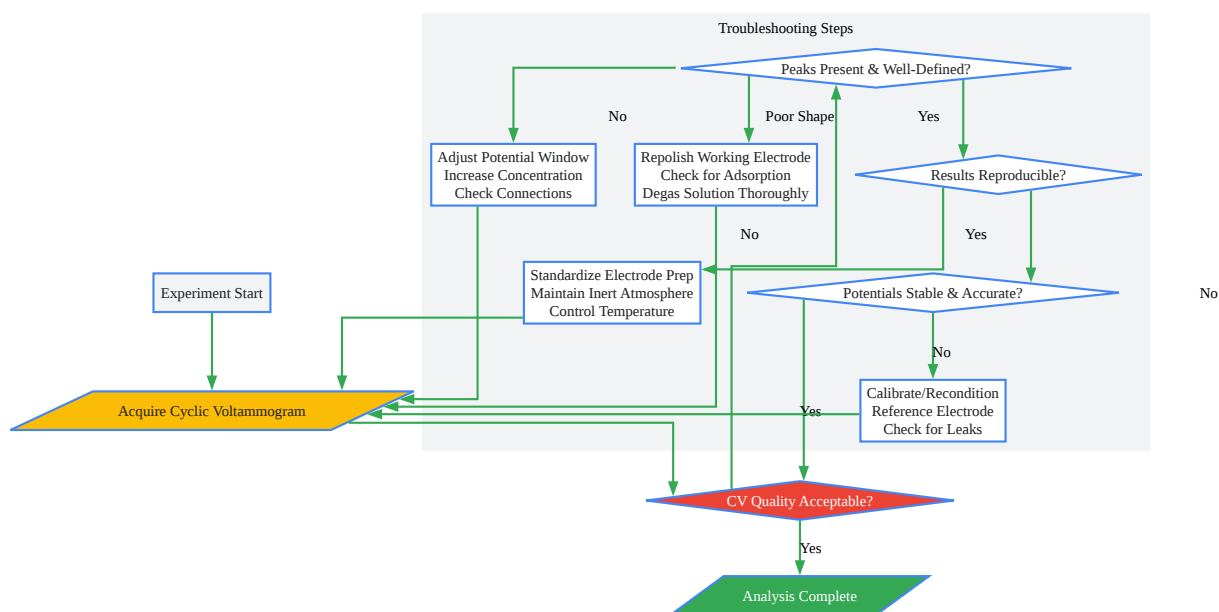 Troubleshooting Steps
Peaks Present & Well-Defined?
No
Poor Shape
Yes
Adjust Potential Window
Increase Concentration
Check Connections
Repolish Working Electrode
Check for Adsorption
Degas Solution Thoroughly
Results Reproducible?
No
Yes
Experiment Start
Standardize Electrode Prep
Maintain Inert Atmosphere
Control Temperature
Potentials Stable & Accurate?
No
No
Acquire Cyclic Voltammogram
Yes
Calibrate/Recondition
Reference Electrode
Check for Leaks
CV Quality Acceptable?
Yes
Analysis Complete